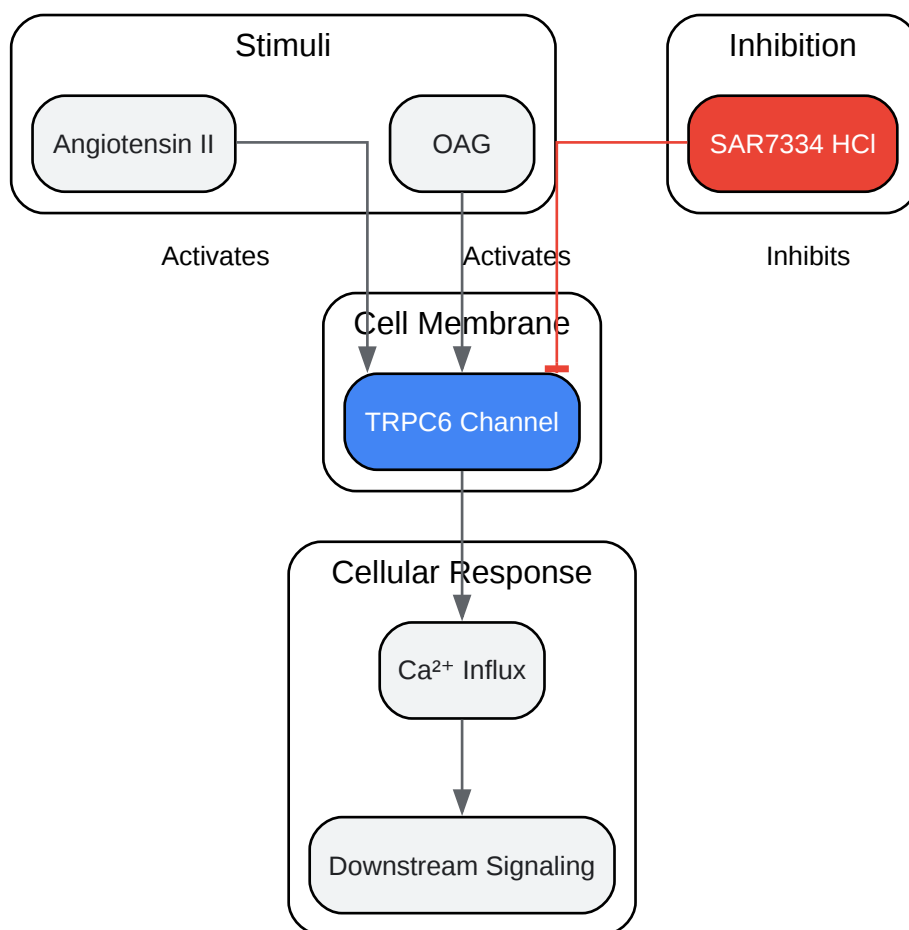 Stimuli
Inhibition
Angiotensin II
OAG
SAR7334 HCl
Activates
Activates
Inhibits
Cell Membrane
TRPC6 Channel
Cellular Response
Ca²⁺ Influx
Downstream Signaling